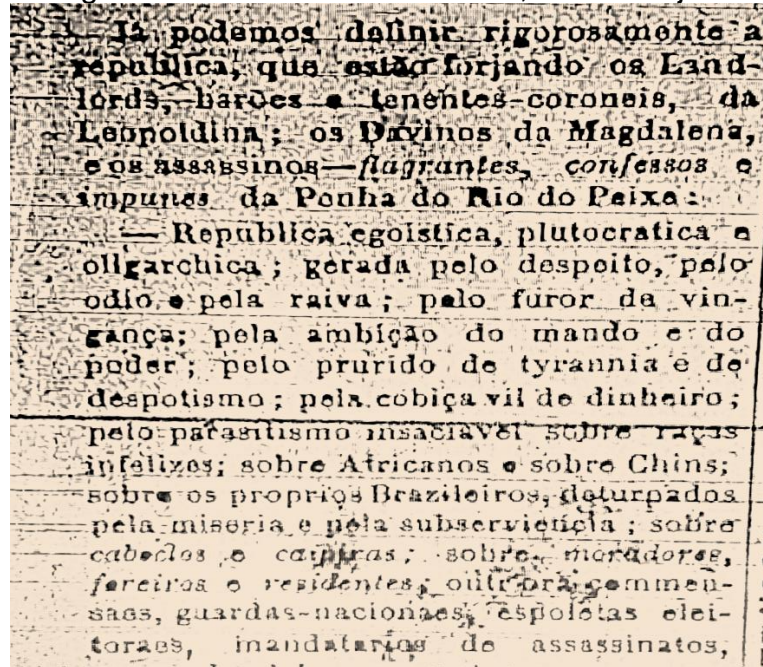 Já podemos definir rigorosamente a
republica, que estão forjando os Land-
lords, barões e tenentes-coroneis, da
Leopoldina; os Davinos da Magdalena,
e os assassinos—flagrantes, confessos e
impunes da Penha do Rio do Peixe:
— Republica egoistica, plutocratica e
oligarchica; gerada pelo despeito, pelo
odio e pela raiva; pelo furor de vin-
gança; pela ambição do mando e do
poder; pelo prurido de tyrannia e de
despotismo; pela cobiça vil de dinheiro;
pelo parasitismo insaciavel sobre raças
infelizes; sobre Africanos e sobre Chins;
sobre os proprios Brazileiros, deturpados
pela miseria e pela subserviencia; sobre
caboclos e caipiras; sobre moradores,
foreiros e residentes; outr'ora commen-
saes, guardas-nacionaes, espoletas elei-
toraes, mandatarios de assassinatos,